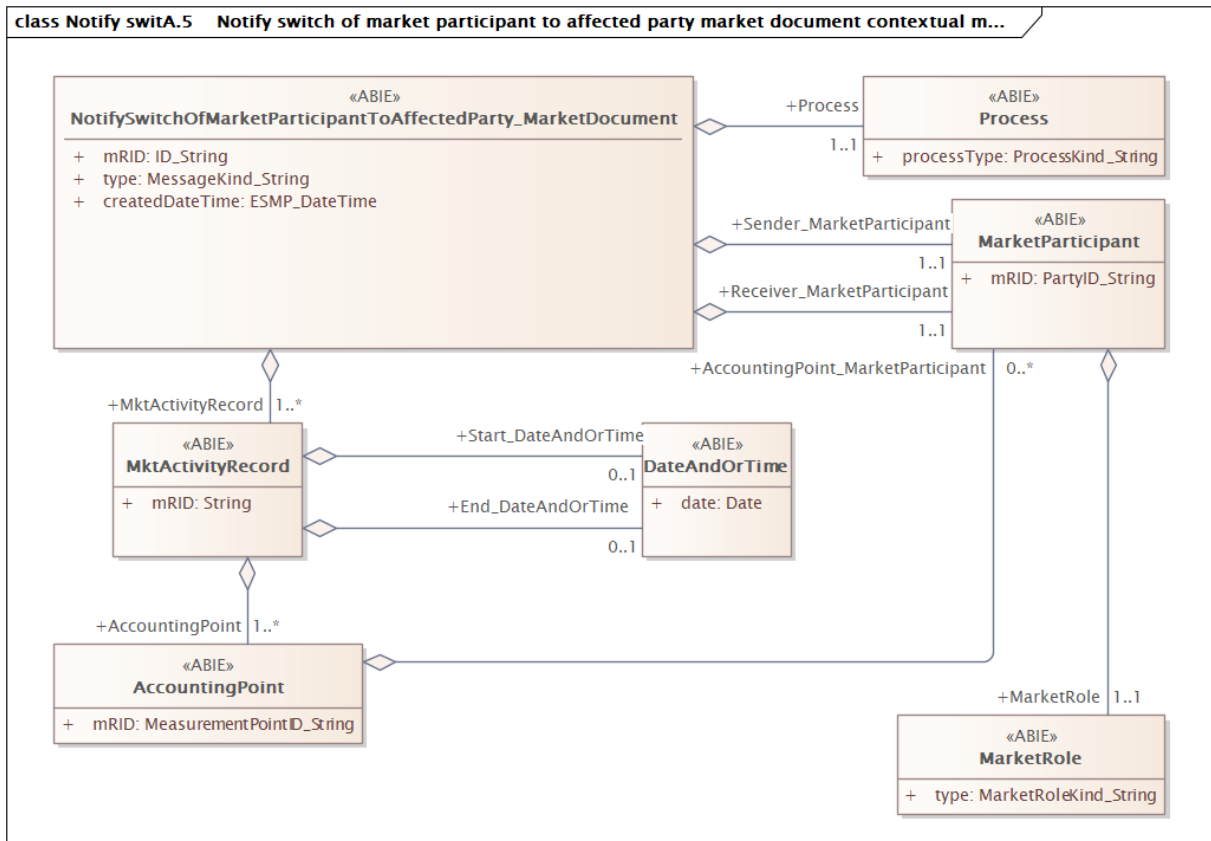 class Notify switA.5 Notify switch of market participant to affected party market document contextual m...
«ABIE»
NotifySwitchOfMarketParticipantToAffectedParty_MarketDocument
+ mRID: ID_String
+ type: MessageKind_String
+ createdDateTime: ESMP_DateTime
+Process
1..1
«ABIE»
Process
+ processType: ProcessKind_String
+Sender_MarketParticipant
1..1
+Receiver_MarketParticipant
1..1
«ABIE»
MarketParticipant
+ mRID: PartyID_String
+AccountingPoint_MarketParticipant 0..*
+MktActivityRecord 1..*
«ABIE»
MktActivityRecord
+ mRID: String
+Start_DateAndOrTime
0..1
+End_DateAndOrTime
0..1
«ABIE»
DateAndOrTime
+ date: Date
+AccountingPoint 1..*
«ABIE»
AccountingPoint
+ mRID: MeasurementPointID_String
+MarketRole 1..1
«ABIE»
MarketRole
+ type: MarketRoleKind_String